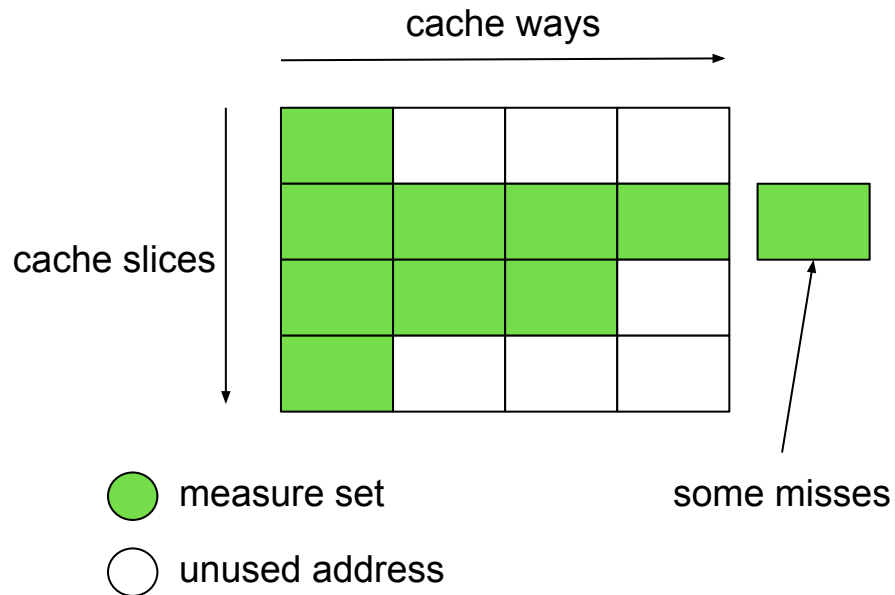 cache ways
cache slices
measure set
some misses
unused address